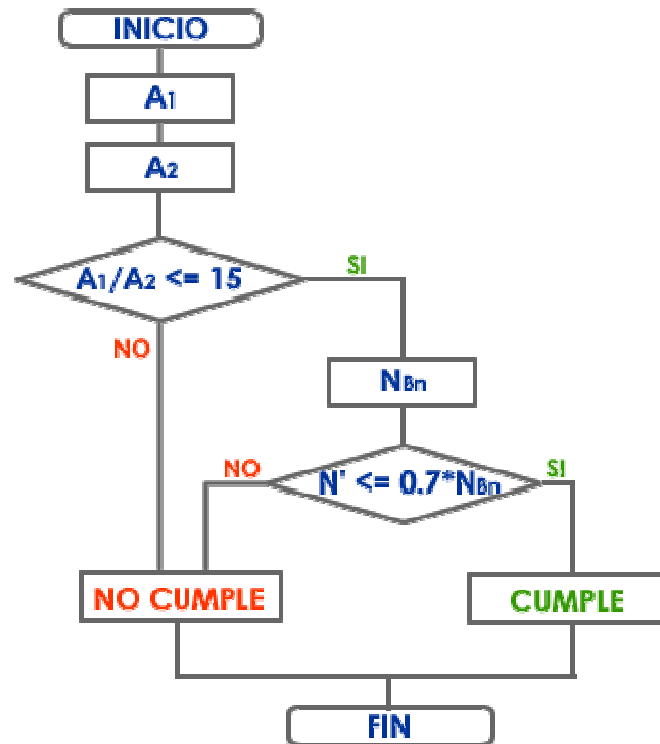 INICIO
A1
A2
A1/A2 <= 15
SI
NO
NBn
N' <= 0.7*NBn
NO
SI
NO CUMPLE
CUMPLE
FIN